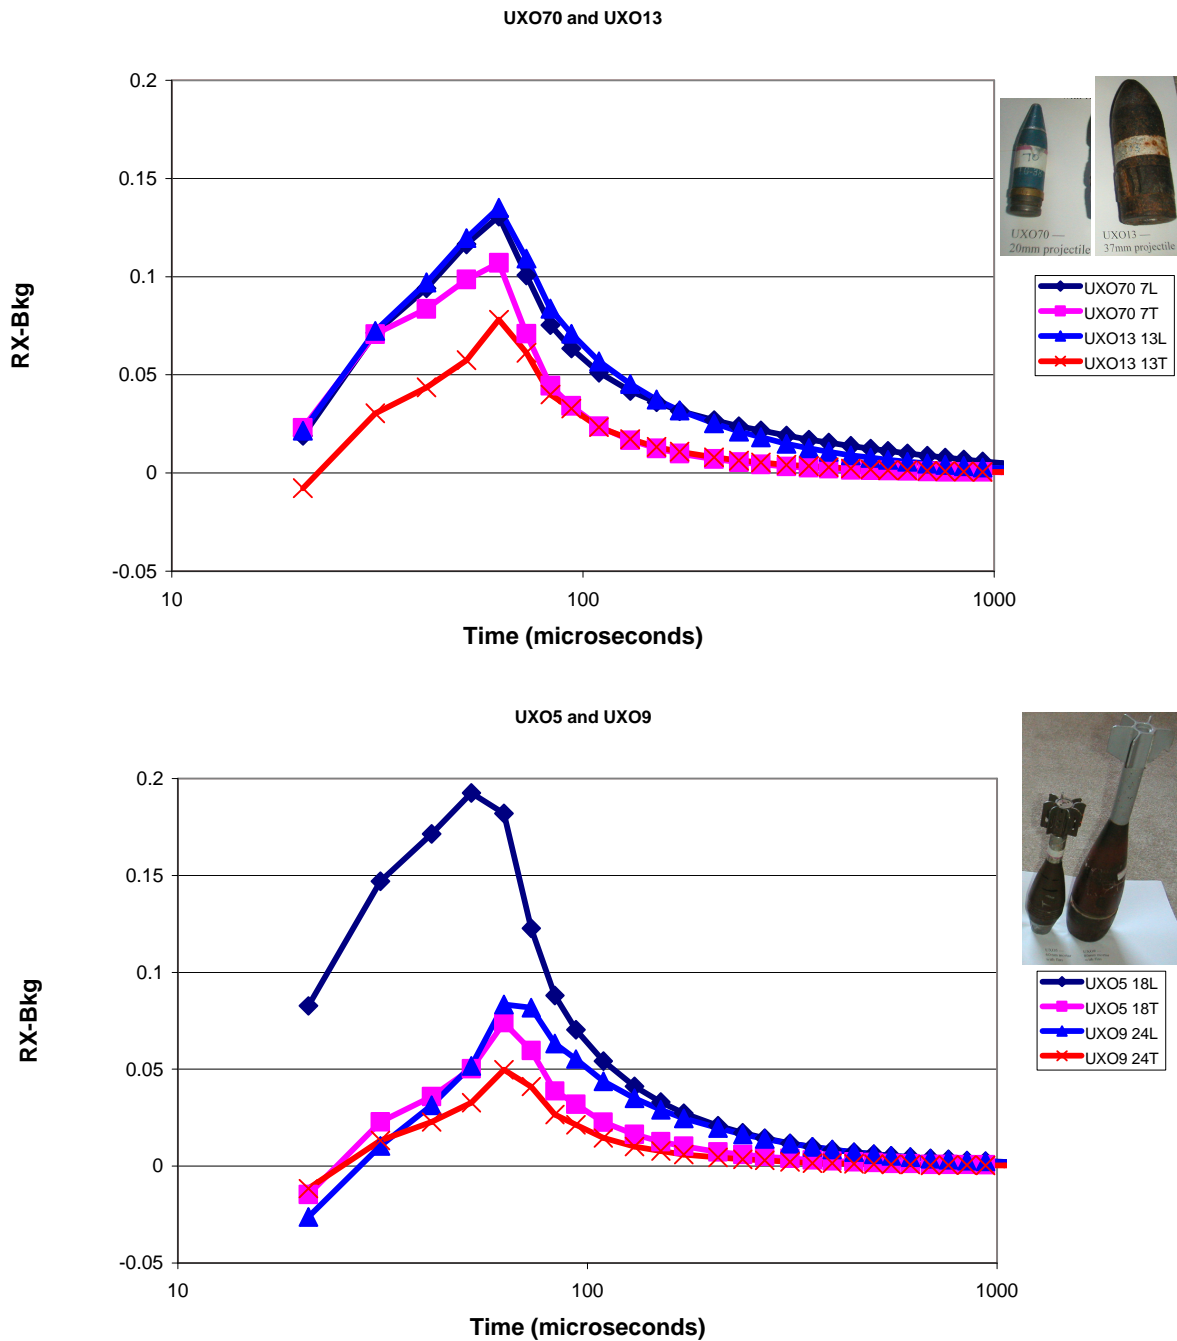 UXO70 and UXO13
0.2
0.15
0.1
0.05
0
-0.05
10
100
1000
RX-Bkg
Time (microseconds)
70
UXO70 —
20mm projectile
UXO13 —
37mm projectile
UXO70 7L
UXO70 7T
UXO13 13L
UXO13 13T
UXO5 and UXO9
0.2
0.15
0.1
0.05
0
-0.05
10
100
1000
RX-Bkg
Time (microseconds)
UXO5 18L
UXO5 18T
UXO9 24L
UXO9 24T